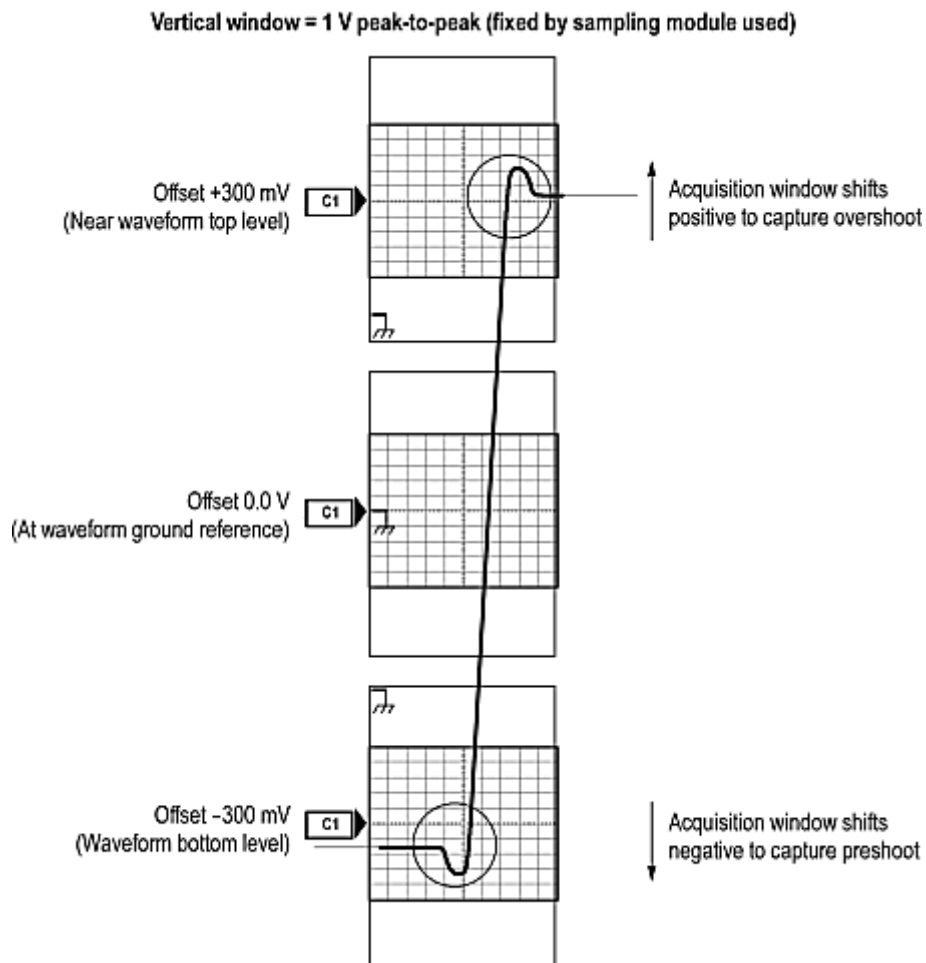 Vertical window = 1 V peak-to-peak (fixed by sampling module used)
Offset +300 mV
(Near waveform top level)
C1
Acquisition window shifts
positive to capture overshoot
Offset 0.0 V
(At waveform ground reference)
C1
Offset –300 mV
(Waveform bottom level)
C1
Acquisition window shifts
negative to capture preshoot